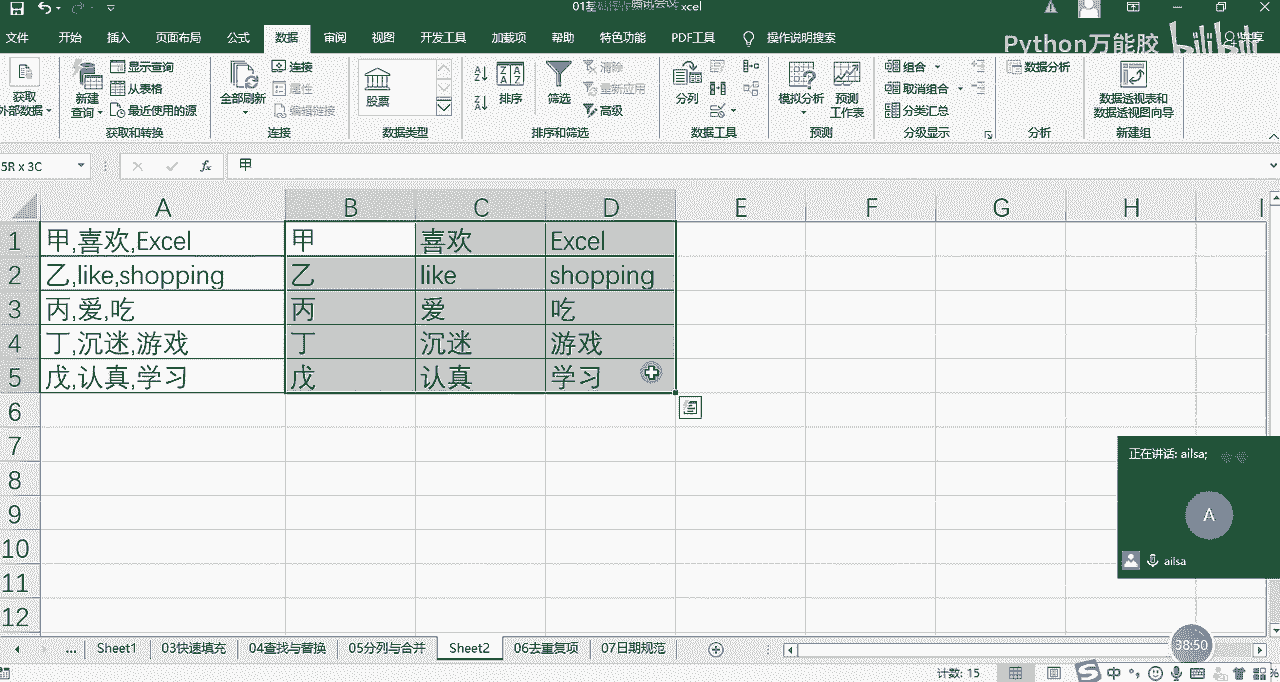 xcel
文件 开始 插入 页面布局 公式 数据 审阅 视图 开发工具 加载项 帮助 特色功能 PDF工具 操作说明搜索
Python万能胶 bilibili
获取
外部数据
新建
查询
显示查询
从表格
最近使用的源
获取和转换
全部刷新
连接
属性
编辑链接
连接
股票
数据类型
排序
筛选
清除
重新应用
高级
排序和筛选
分列
数据工具
模拟分析
预测
工作表
预测
组合
取消组合
分类汇总
分级显示
数据分析
分析
数据透视表和
数据透视图向导
新建组
5R x 3C fx 甲
A B C D E F G H I
1 甲,喜欢,Excel 甲 喜欢 Excel
2 乙,like,shopping 乙 like shopping
3 丙,爱,吃 丙 爱 吃
4 丁,沉迷,游戏 丁 沉迷 游戏
5 戊,认真,学习 戊 认真 学习
6
7
8
9
10
11
12
正在讲话: ailsa;
A
ailsa
... Sheet1 03快速填充 04查找与替换 05分列与合并 Sheet2 06去重复项 07日期规范
38:50
计数: 15 中